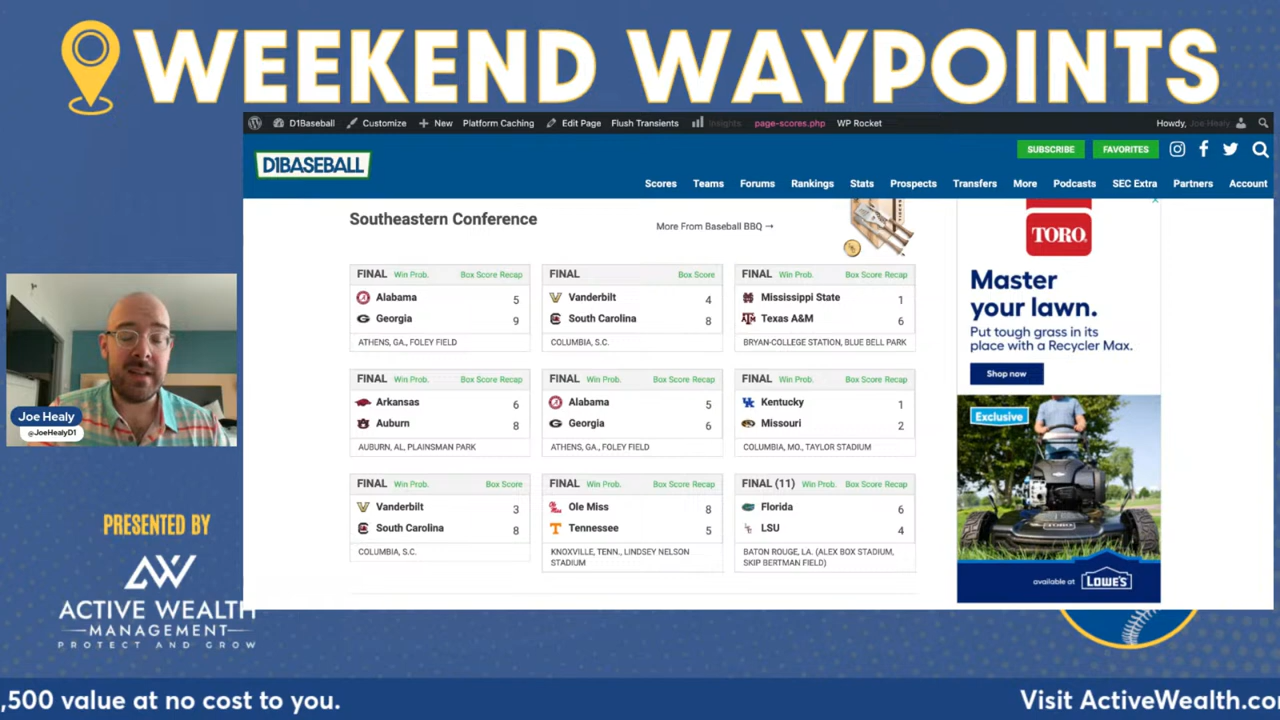 WEEKEND WAYPOINTS
D1Baseball Customize New Platform Caching Edit Page Flush Transients Insights page-scores.php WP Rocket Howdy, Joe Healy
D1BASEBALL
SUBSCRIBE FAVORITES
Scores Teams Forums Rankings Stats Prospects Transfers More Podcasts SEC Extra Partners Account
Southeastern Conference
More From Baseball BBQ →
FINAL Win Prob. Box Score Recap
Alabama 5
Georgia 9
ATHENS, GA., FOLEY FIELD
FINAL Box Score
Vanderbilt 4
South Carolina 8
COLUMBIA, S.C.
FINAL Win Prob. Box Score Recap
Mississippi State 1
Texas A&M 6
BRYAN-COLLEGE STATION, BLUE BELL PARK
FINAL Win Prob. Box Score Recap
Arkansas 6
Auburn 8
AUBURN, AL, PLAINSMAN PARK
FINAL Win Prob. Box Score Recap
Alabama 5
Georgia 6
ATHENS, GA., FOLEY FIELD
FINAL Win Prob. Box Score Recap
Kentucky 1
Missouri 2
COLUMBIA, MO., TAYLOR STADIUM
FINAL Win Prob. Box Score
Vanderbilt 3
South Carolina 8
COLUMBIA, S.C.
FINAL Win Prob. Box Score Recap
Ole Miss 8
Tennessee 5
KNOXVILLE, TENN., LINDSEY NELSON
STADIUM
FINAL (11) Win Prob. Box Score Recap
Florida 6
LSU 4
BATON ROUGE, LA. (ALEX BOX STADIUM,
SKIP BERTMAN FIELD)
TORO
Master
your lawn.
Put tough grass in its
place with a Recycler Max.
Shop now
Exclusive
available at LOWE'S
Joe Healy
@JoeHealyD1
PRESENTED BY
AW
ACTIVE WEALTH
MANAGEMENT
PROTECT AND GROW
,500 value at no cost to you.
Visit ActiveWealth.co